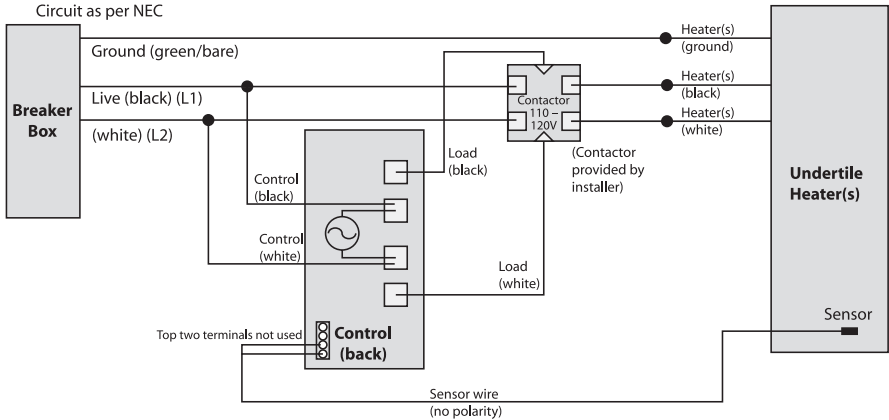 Circuit as per NEC
Ground (green/bare)
Heater(s)
(ground)
Breaker
Box
Live (black) (L1)
(white) (L2)
Contactor
110 –
120V
Heater(s)
(black)
Heater(s)
(white)
Load
(black)
(Contactor
provided by
installer)
Undertile
Heater(s)
Control
(black)
Control
(white)
Load
(white)
Sensor
Top two terminals not used
Control
(back)
Sensor wire
(no polarity)